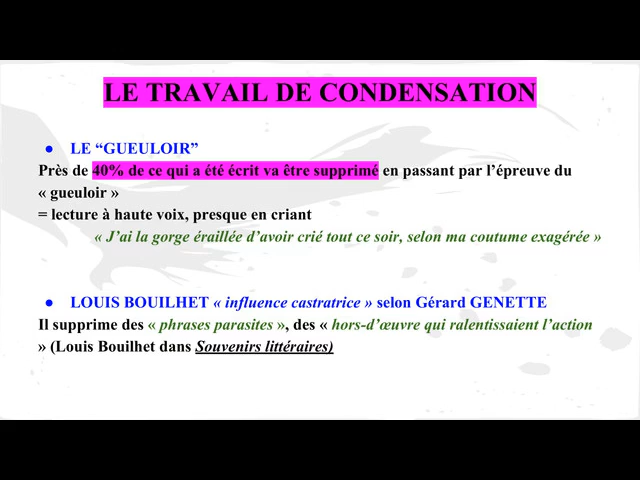 LE TRAVAIL DE CONDENSATION
● LE “GUEULOIR”
Près de 40% de ce qui a été écrit va être supprimé en passant par l’épreuve du
« gueuloir »
= lecture à haute voix, presque en criant
« J’ai la gorge éraillée d’avoir crié tout ce soir, selon ma coutume exagérée »
● LOUIS BOUILHET « influence castratrice » selon Gérard GENETTE
Il supprime des « phrases parasites », des « hors-d’œuvre qui ralentissaient l’action
» (Louis Bouilhet dans Souvenirs littéraires)